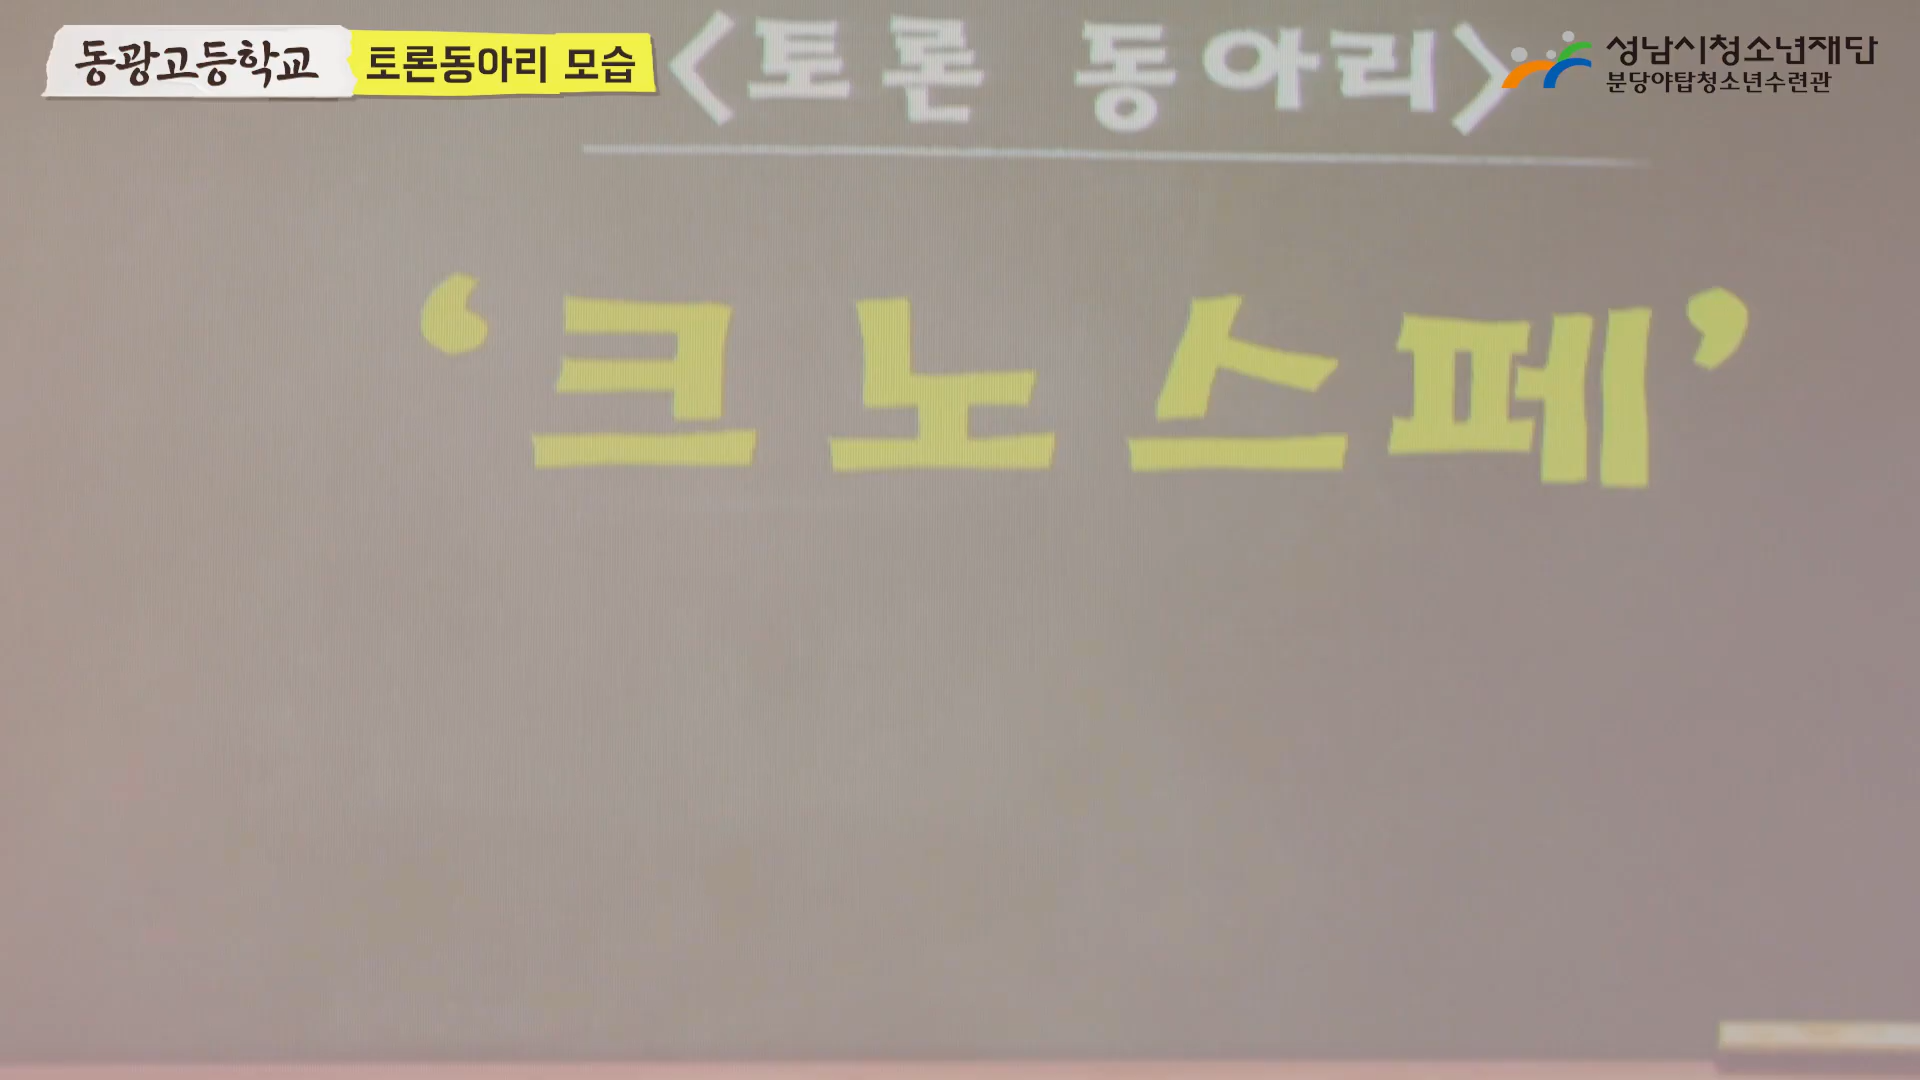 동광고등학교 토론동아리 모습
<토론 동아리>
성남시청소년재단
분당야탑청소년수련관
‘크노스페’